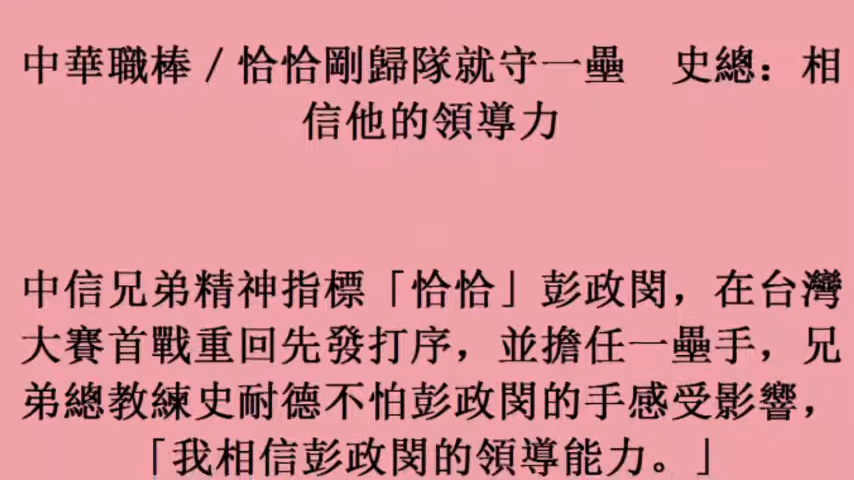 中華職棒／恰恰剛歸隊就守一壘　史總：相
信他的領導力
中信兄弟精神指標「恰恰」彭政閔，在台灣
大賽首戰重回先發打序，並擔任一壘手，兄
弟總教練史耐德不怕彭政閔的手感受影響，
「我相信彭政閔的領導能力。」